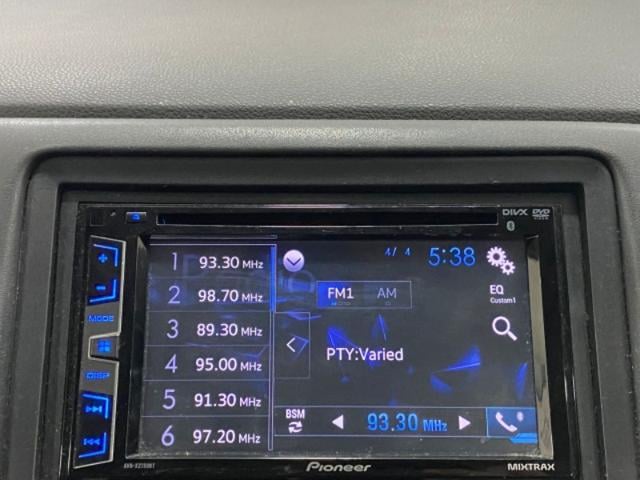 DIVX DVD
+
4/ 4 5:38
1 93.30 MHz
FM1 AM
EQ
Custom1
2 98.70 MHz
-
MODE
3 89.30 MHz
PTY:Varied
4 95.00 MHz
DISP
5 91.30 MHz
BSM
93.30 MHz
6 97.20 MHz
Pioneer
MIXTRAX